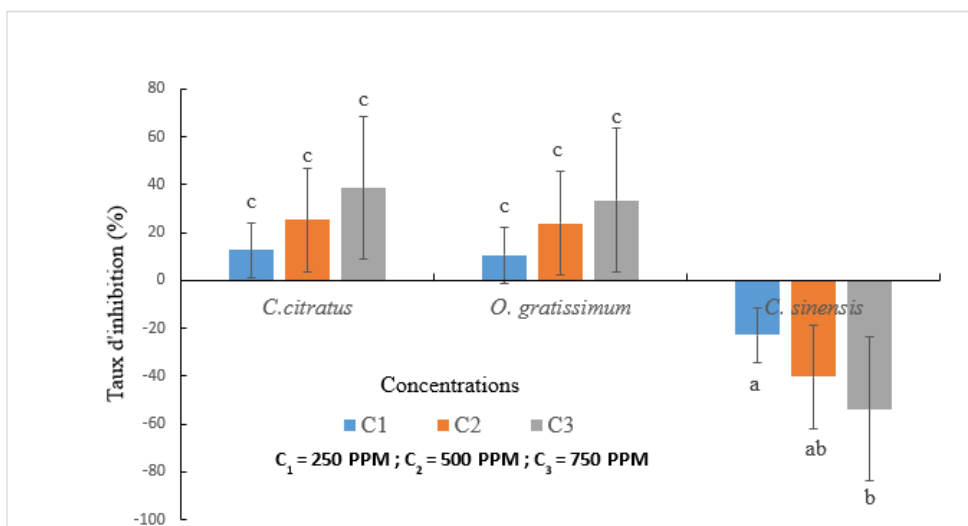 Taux d'inhibition (%)
80
60
40
20
0
-20
-40
-60
-80
-100
c
c
c
c
c
c
a
ab
b
C.citratus
O. gratissimum
C. sinensis
Concentrations
C1 C2 C3
C₁ = 250 PPM ; C₂ = 500 PPM ; C₃ = 750 PPM